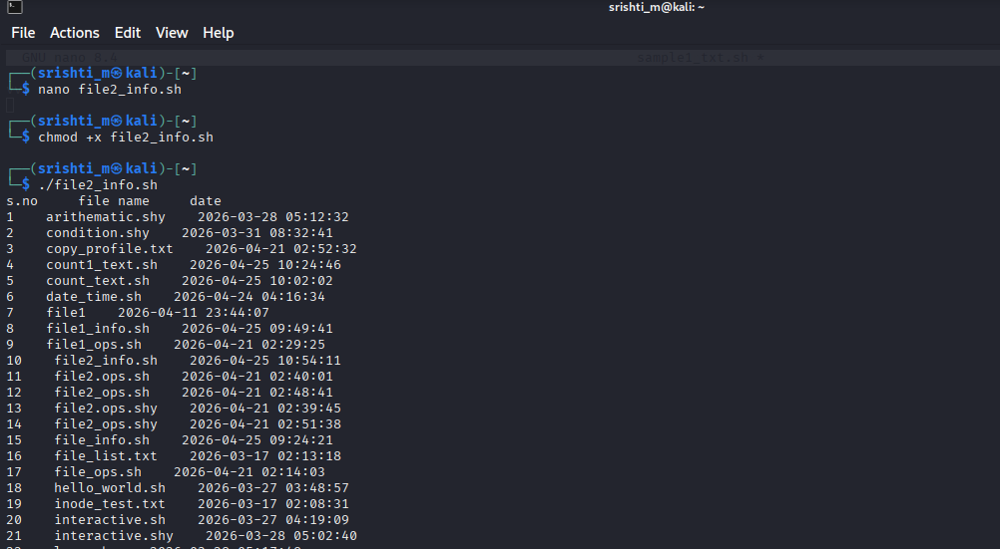 srishti_m@kali: ~
File Actions Edit View Help
GNU nano 8.4 sample1_txt.sh *
┌──(srishti_m㉿kali)-[~]
└─$ nano file2_info.sh
┌──(srishti_m㉿kali)-[~]
└─$ chmod +x file2_info.sh
┌──(srishti_m㉿kali)-[~]
└─$ ./file2_info.sh
s.no file name date
1 arithematic.shy 2026-03-28 05:12:32
2 condition.shy 2026-03-31 08:32:41
3 copy_profile.txt 2026-04-21 02:52:32
4 count1_text.sh 2026-04-25 10:24:46
5 count_text.sh 2026-04-25 10:02:02
6 date_time.sh 2026-04-24 04:16:34
7 file1 2026-04-11 23:44:07
8 file1_info.sh 2026-04-25 09:49:41
9 file1_ops.sh 2026-04-21 02:29:25
10 file2_info.sh 2026-04-25 10:54:11
11 file2.ops.sh 2026-04-21 02:40:01
12 file2_ops.sh 2026-04-21 02:48:41
13 file2.ops.shy 2026-04-21 02:39:45
14 file2_ops.shy 2026-04-21 02:51:38
15 file_info.sh 2026-04-25 09:24:21
16 file_list.txt 2026-03-17 02:13:18
17 file_ops.sh 2026-04-21 02:14:03
18 hello_world.sh 2026-03-27 03:48:57
19 inode_test.txt 2026-03-17 02:08:31
20 interactive.sh 2026-03-27 04:19:09
21 interactive.shy 2026-03-28 05:02:40